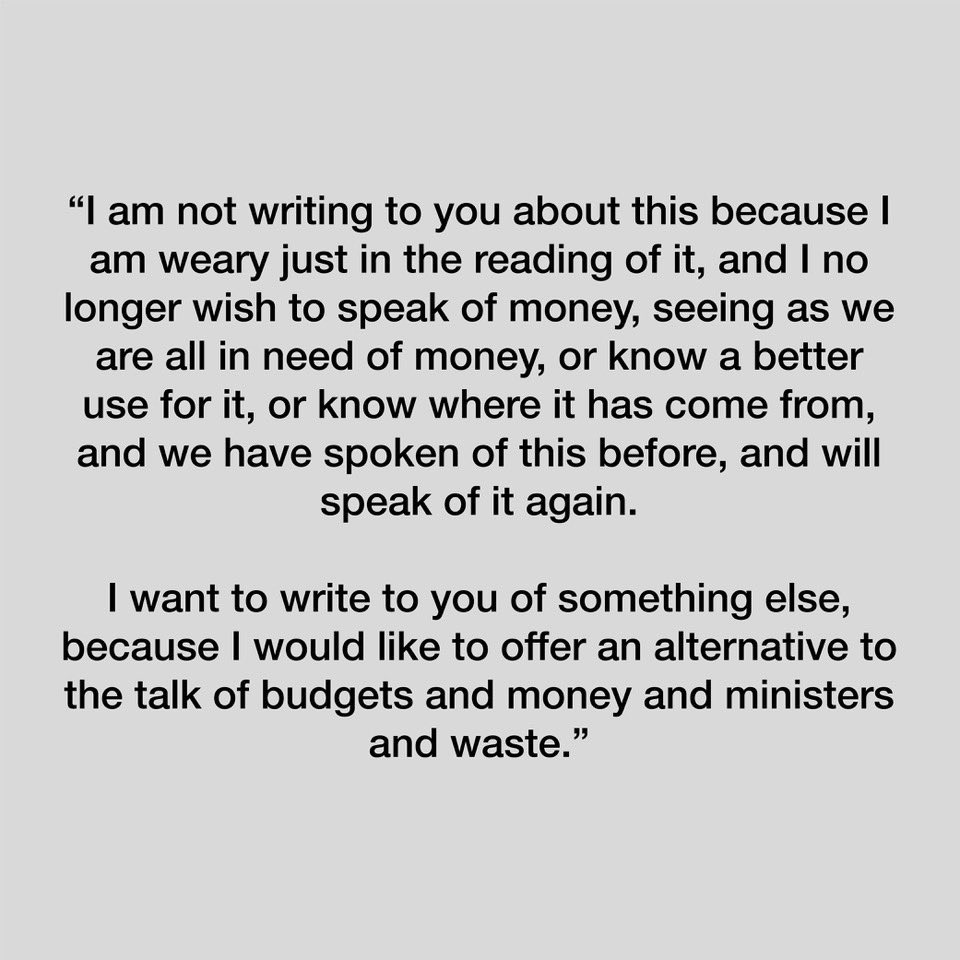 “I am not writing to you about this because I
am weary just in the reading of it, and I no
longer wish to speak of money, seeing as we
are all in need of money, or know a better
use for it, or know where it has come from,
and we have spoken of this before, and will
speak of it again.
I want to write to you of something else,
because I would like to offer an alternative to
the talk of budgets and money and ministers
and waste.”